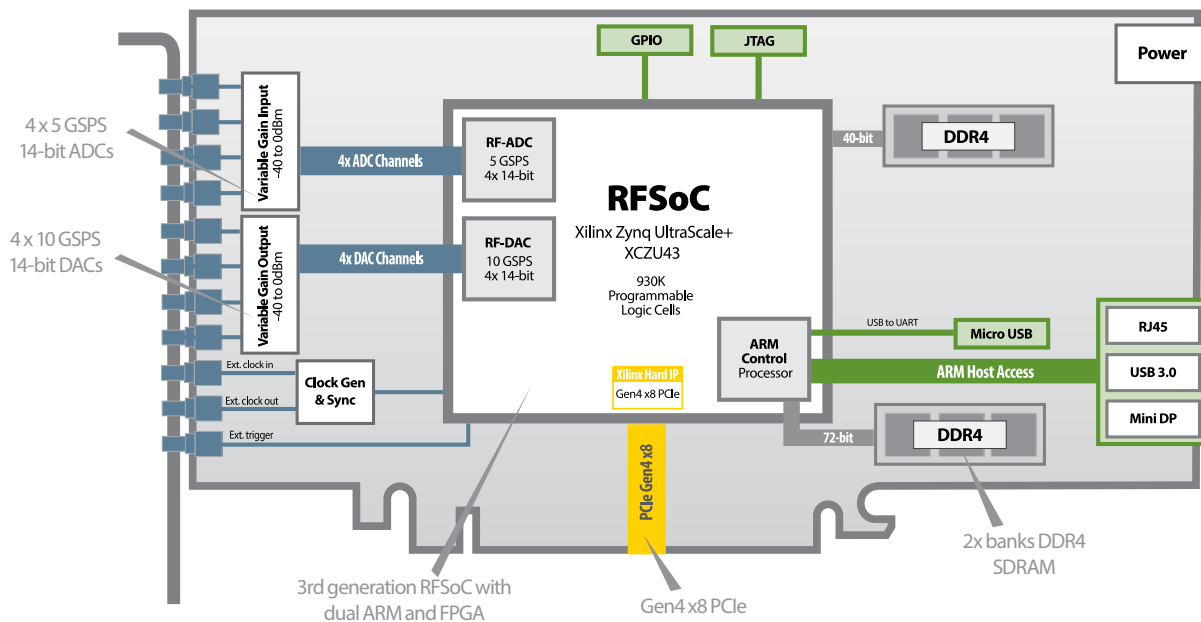 GPIO
JTAG
Power
4 x 5 GSPS
14-bit ADCs
Variable Gain Input
-40 to 0dBm
4x ADC Channels
RF-ADC
5 GSPS
4x 14-bit
40-bit
DDR4
RFSoC
Xilinx Zynq UltraScale+
XCZU43
930K
Programmable
Logic Cells
4 x 10 GSPS
14-bit DACs
Variable Gain Output
-40 to 0dBm
4x DAC Channels
RF-DAC
10 GSPS
4x 14-bit
USB to UART
Micro USB
RJ45
ARM
Control
Processor
ARM Host Access
USB 3.0
Mini DP
Ext. clock in
Clock Gen
& Sync
Ext. clock out
Ext. trigger
Xilinx Hard IP
Gen4 x8 PCIe
72-bit
DDR4
PCIe Gen4 x8
2x banks DDR4
SDRAM
3rd generation RFSoC with
dual ARM and FPGA
Gen4 x8 PCIe